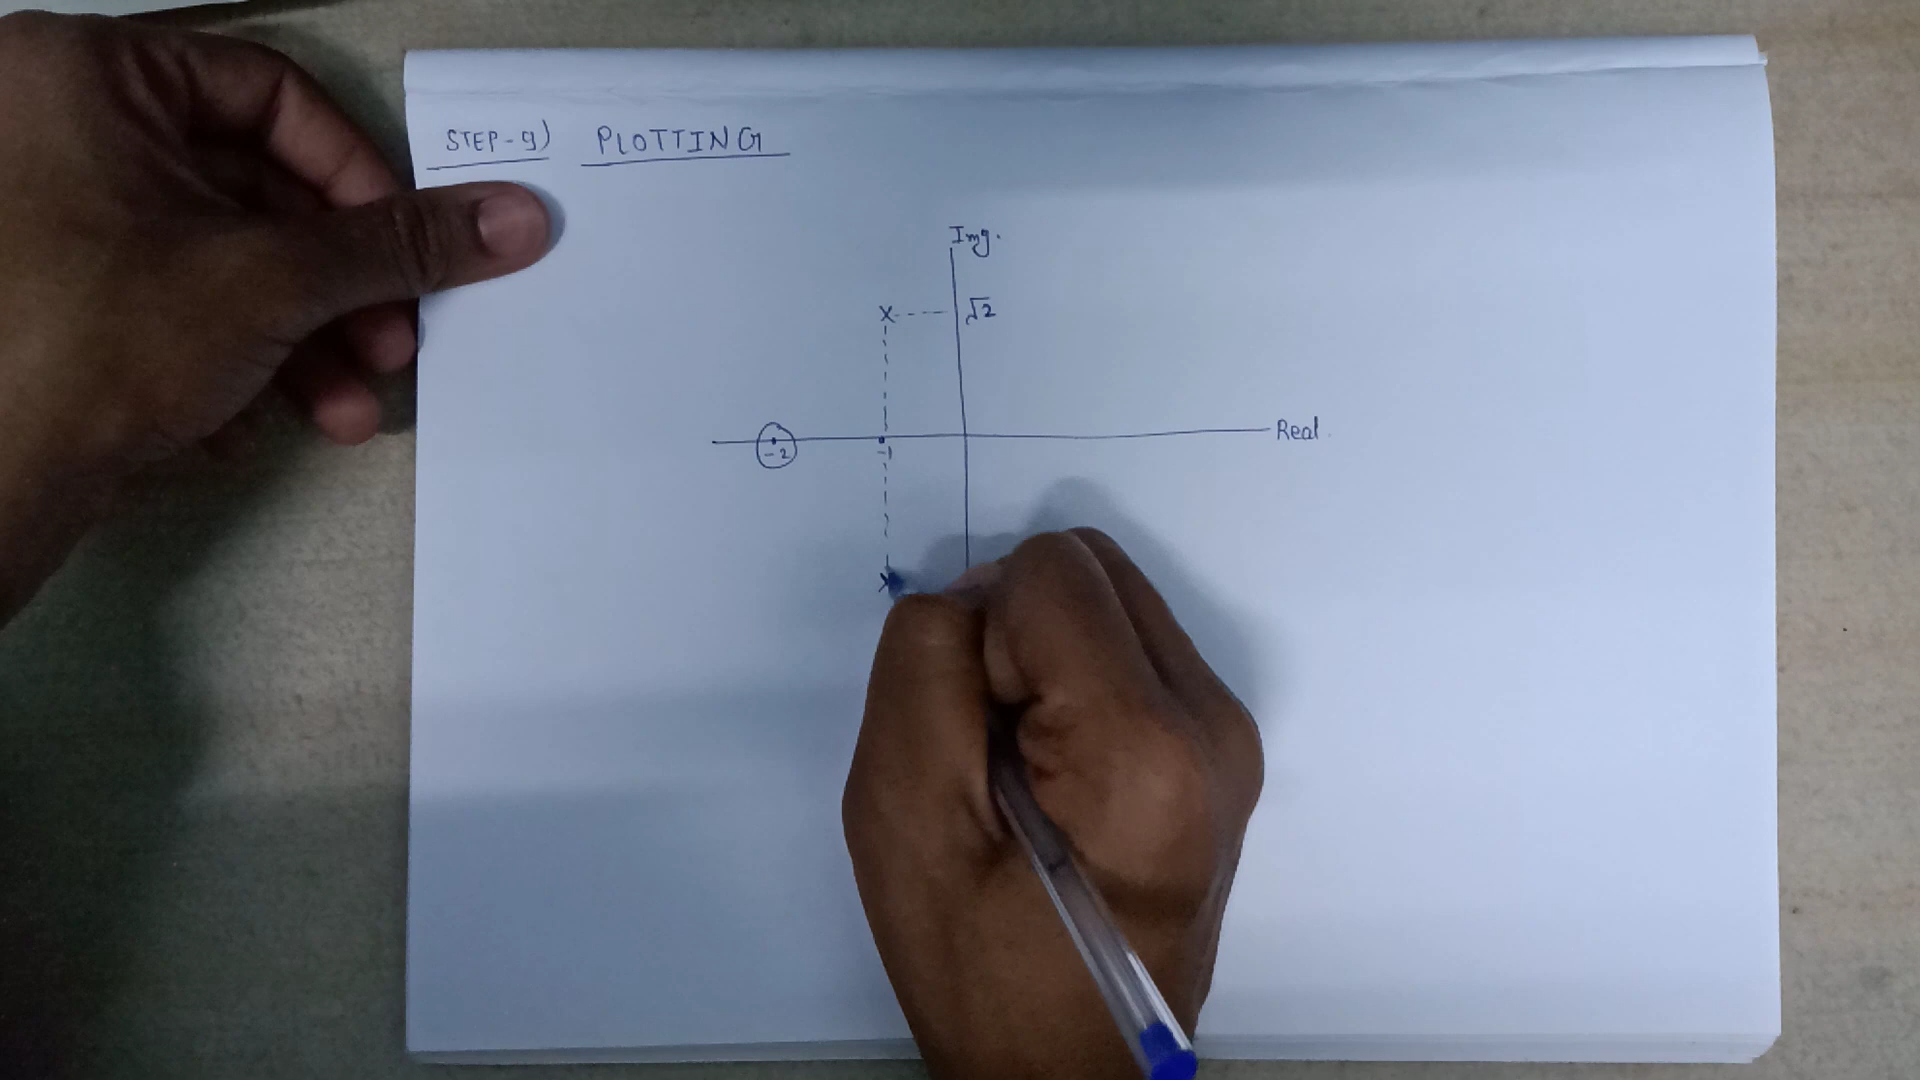 STEP-9) PLOTTING
Img.
X √2
Real.
-2 -1
X